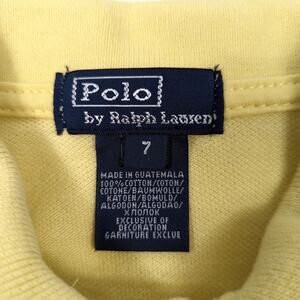 Polo
by Ralph Lauren
7
MADE IN GUATEMALA
100% COTTON/COTON/
COTONE/BAUMWOLLE/
KATOEN/BOMULD/
ALGODON/ALGODAO/
ХЛОПОК
EXCLUSIVE OF
DECORATION
GARNITURE EXCLUE